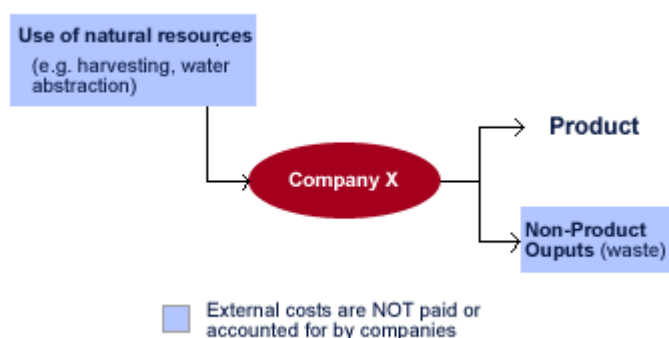 Use of natural resources
(e.g. harvesting, water
abstraction)
Company X
Product
Non-Product
Ouputs (waste)
External costs are NOT paid or
accounted for by companies